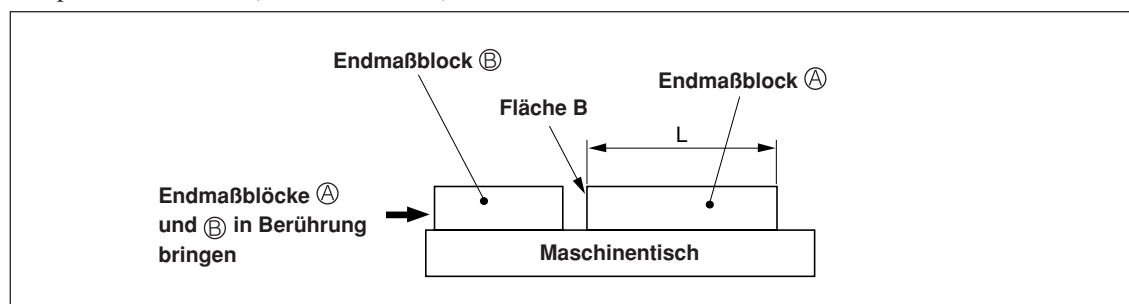 Endmaßblock Ⓑ
Endmaßblock Ⓐ
Fläche B
L
Endmaßblöcke Ⓐ
und Ⓑ in Berührung
bringen
Maschinentisch